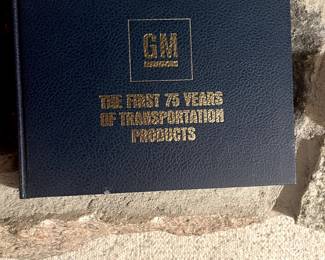 GM
THE FIRST 75 YEARS
OF TRANSPORTATION
PRODUCTS